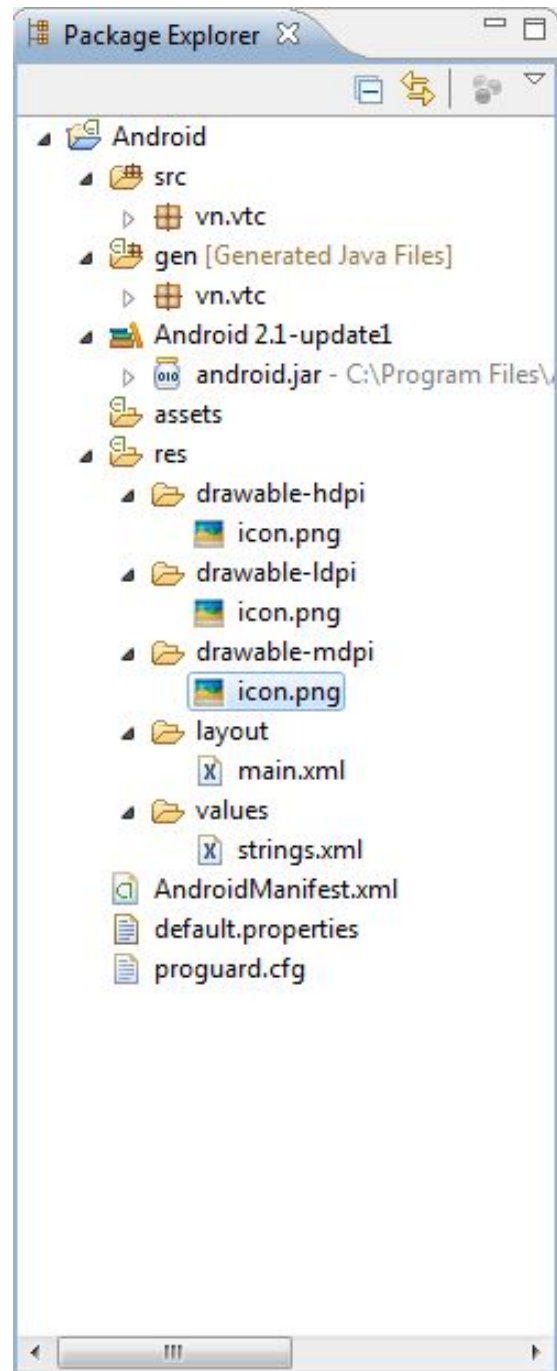 Package Explorer
Android
src
vn.vtc
gen [Generated Java Files]
vn.vtc
Android 2.1-update1
android.jar - C:\Program Files\
assets
res
drawable-hdpi
icon.png
drawable-ldpi
icon.png
drawable-mdpi
icon.png
layout
main.xml
values
strings.xml
AndroidManifest.xml
default.properties
proguard.cfg